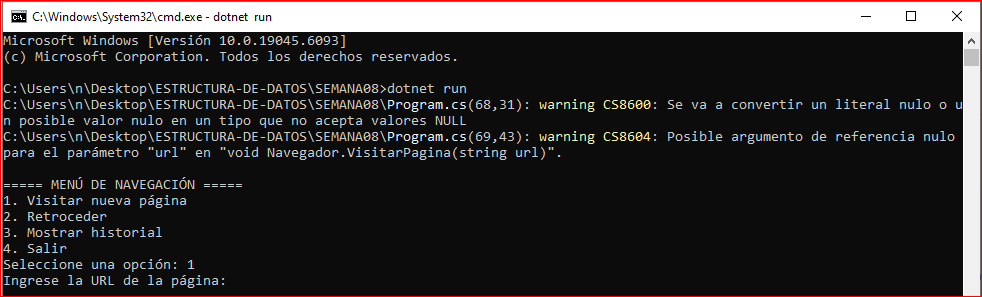 C:\Windows\System32\cmd.exe - dotnet run
Microsoft Windows [Versión 10.0.19045.6093]
(c) Microsoft Corporation. Todos los derechos reservados.
C:\Users\n\Desktop\ESTRUCTURA-DE-DATOS\SEMANA08>dotnet run
C:\Users\n\Desktop\ESTRUCTURA-DE-DATOS\SEMANA08\Program.cs(68,31): warning CS8600: Se va a convertir un literal nulo o u
n posible valor nulo en un tipo que no acepta valores NULL
C:\Users\n\Desktop\ESTRUCTURA-DE-DATOS\SEMANA08\Program.cs(69,43): warning CS8604: Posible argumento de referencia nulo
para el parámetro "url" en "void Navegador.VisitarPagina(string url)".
===== MENÚ DE NAVEGACIÓN =====
1. Visitar nueva página
2. Retroceder
3. Mostrar historial
4. Salir
Seleccione una opción: 1
Ingrese la URL de la página: